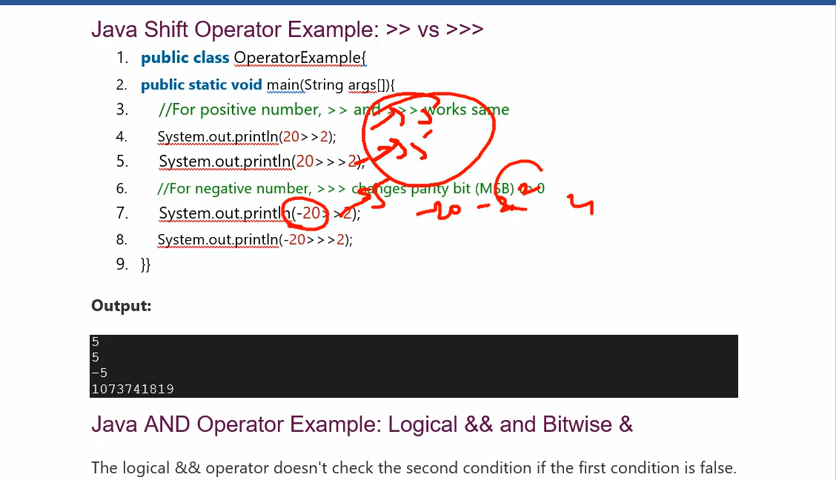 Java Shift Operator Example: >> vs >>>
1. public class OperatorExample{
2. public static void main(String args[]){
3. //For positive number, >> and >>> works same
4. System.out.println(20>>2);
5. System.out.println(20>>>2);
6. //For negative number, >>> changes parity bit (MSB) to 0
7. System.out.println(-20>>2);
-20
8. System.out.println(-20>>>2);
9. }}
Output:
5
5
-5
1073741819
Java AND Operator Example: Logical && and Bitwise &
The logical && operator doesn't check the second condition if the first condition is false.